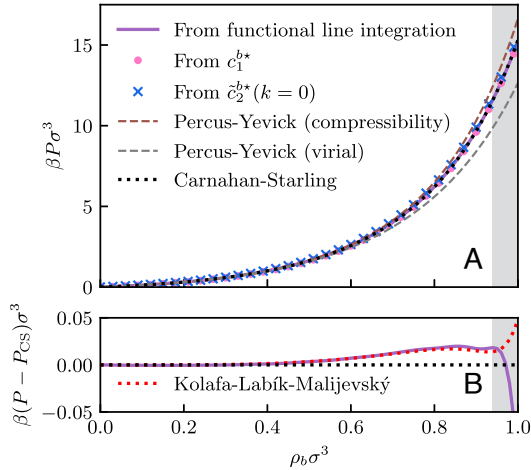 15
10
5
0
βPσ³
From functional line integration
From c₁ᵇ⋆
From c̃₂ᵇ⋆(k = 0)
Percus-Yevick (compressibility)
Percus-Yevick (virial)
Carnahan-Starling
A
0.05
0.00
−0.05
β(P − P_CS)σ³
Kolafa-Labík-Malijevský
B
0.0 0.2 0.4 0.6 0.8 1.0
ρ_bσ³